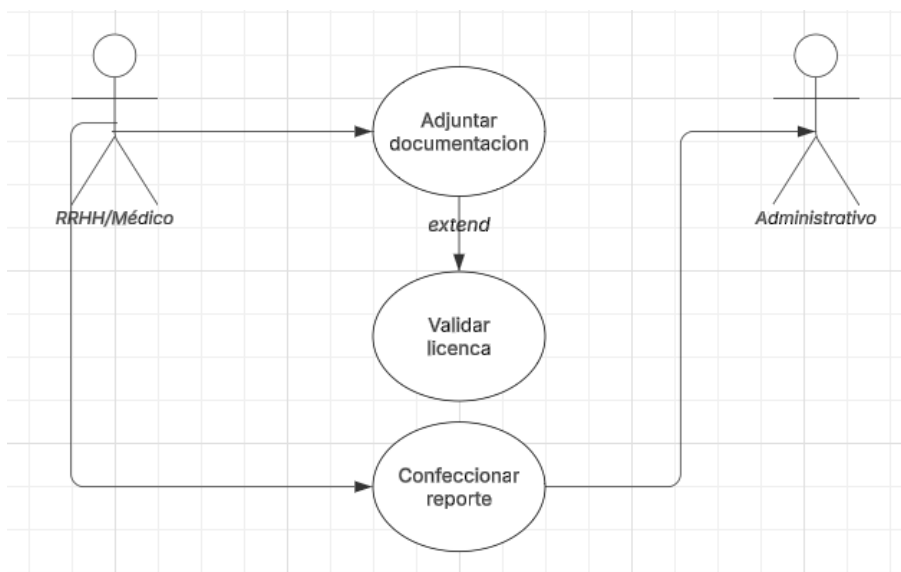 Adjuntar
documentacion
RRHH/Médico
extend
Administrativo
Validar
licenca
Confeccionar
reporte